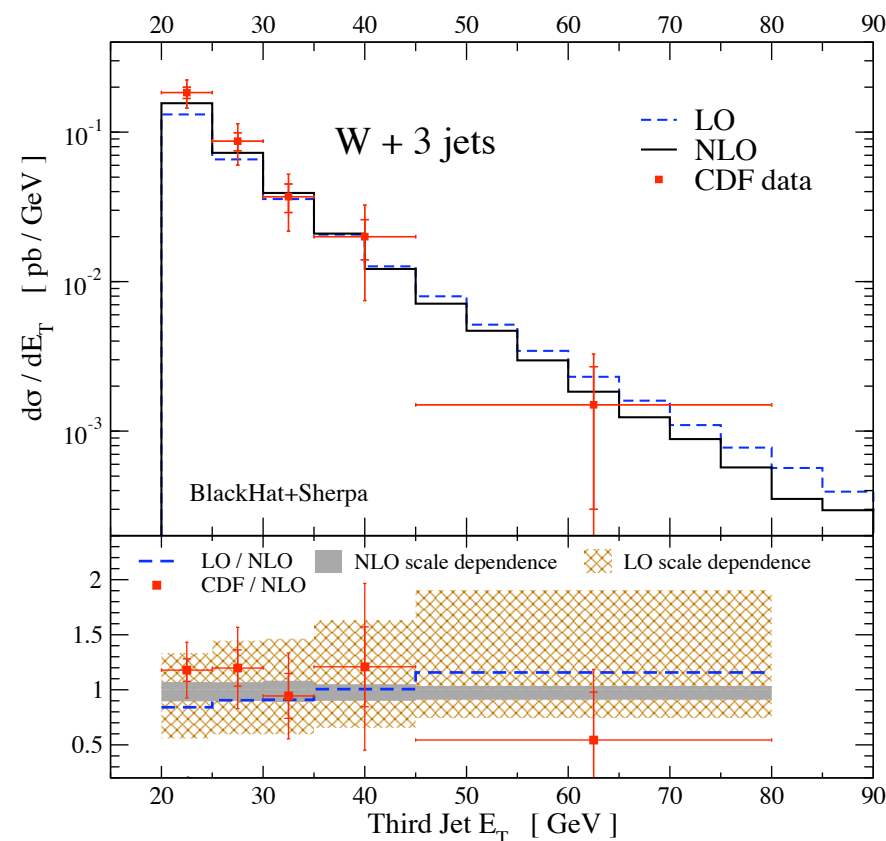 20 30 40 50 60 70 80 90
10^-1
10^-2
10^-3
dσ / dE_T [ pb / GeV ]
W + 3 jets
LO
NLO
CDF data
BlackHat+Sherpa
LO / NLO
NLO scale dependence
LO scale dependence
CDF / NLO
2
1.5
1
0.5
20 30 40 50 60 70 80 90
Third Jet E_T [ GeV ]